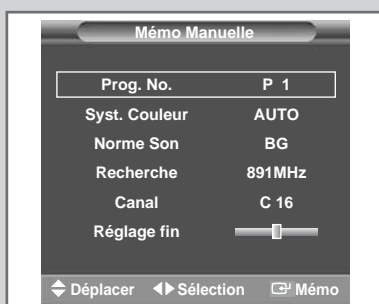 Mémo Manuelle
Prog. No. P 1
Syst. Couleur AUTO
Norme Son BG
Recherche 891MHz
Canal C 16
Réglage fin
Déplacer Sélection Mémo